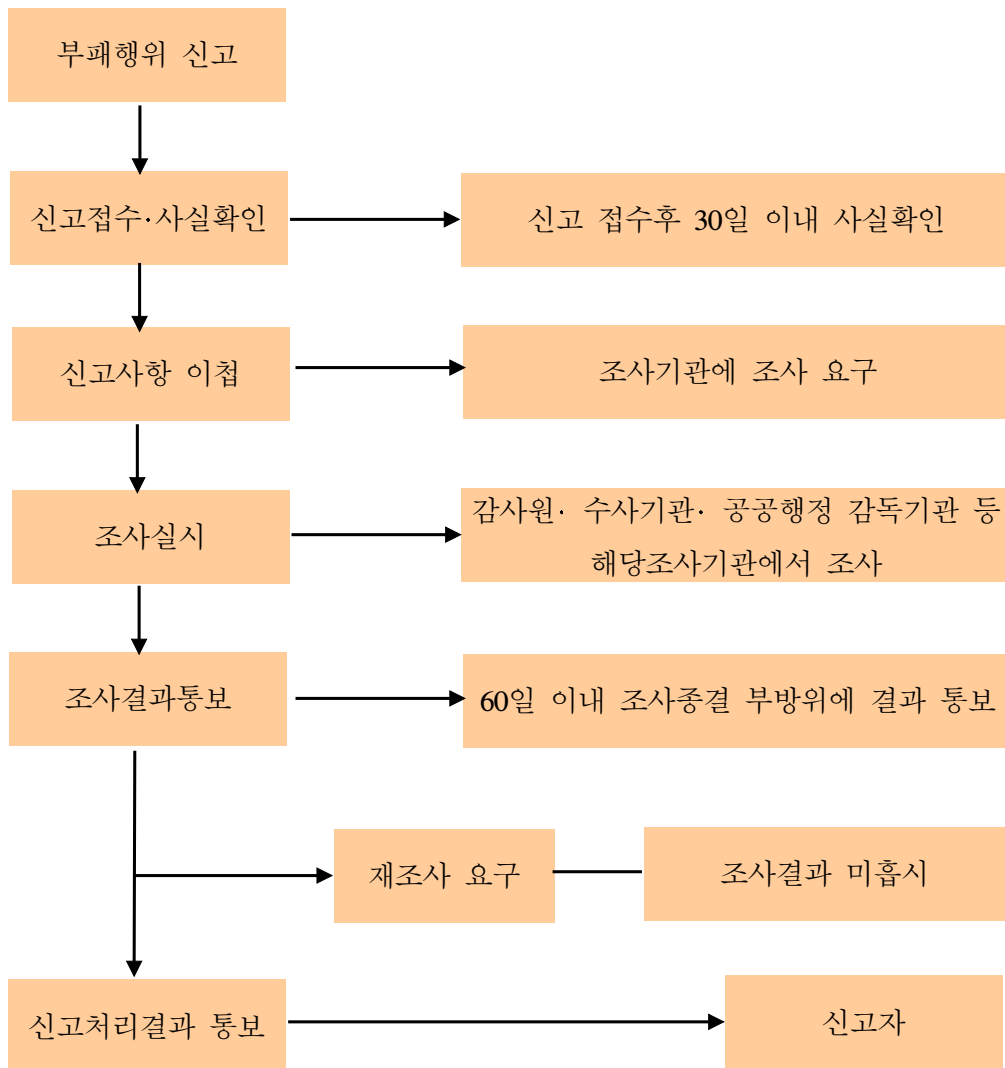 부패행위 신고
신고접수·사실확인
신고 접수후 30일 이내 사실확인
신고사항 이첩
조사기관에 조사 요구
조사실시
감사원· 수사기관· 공공행정 감독기관 등
해당조사기관에서 조사
조사결과통보
60일 이내 조사종결 부방위에 결과 통보
재조사 요구
조사결과 미흡시
신고처리결과 통보
신고자